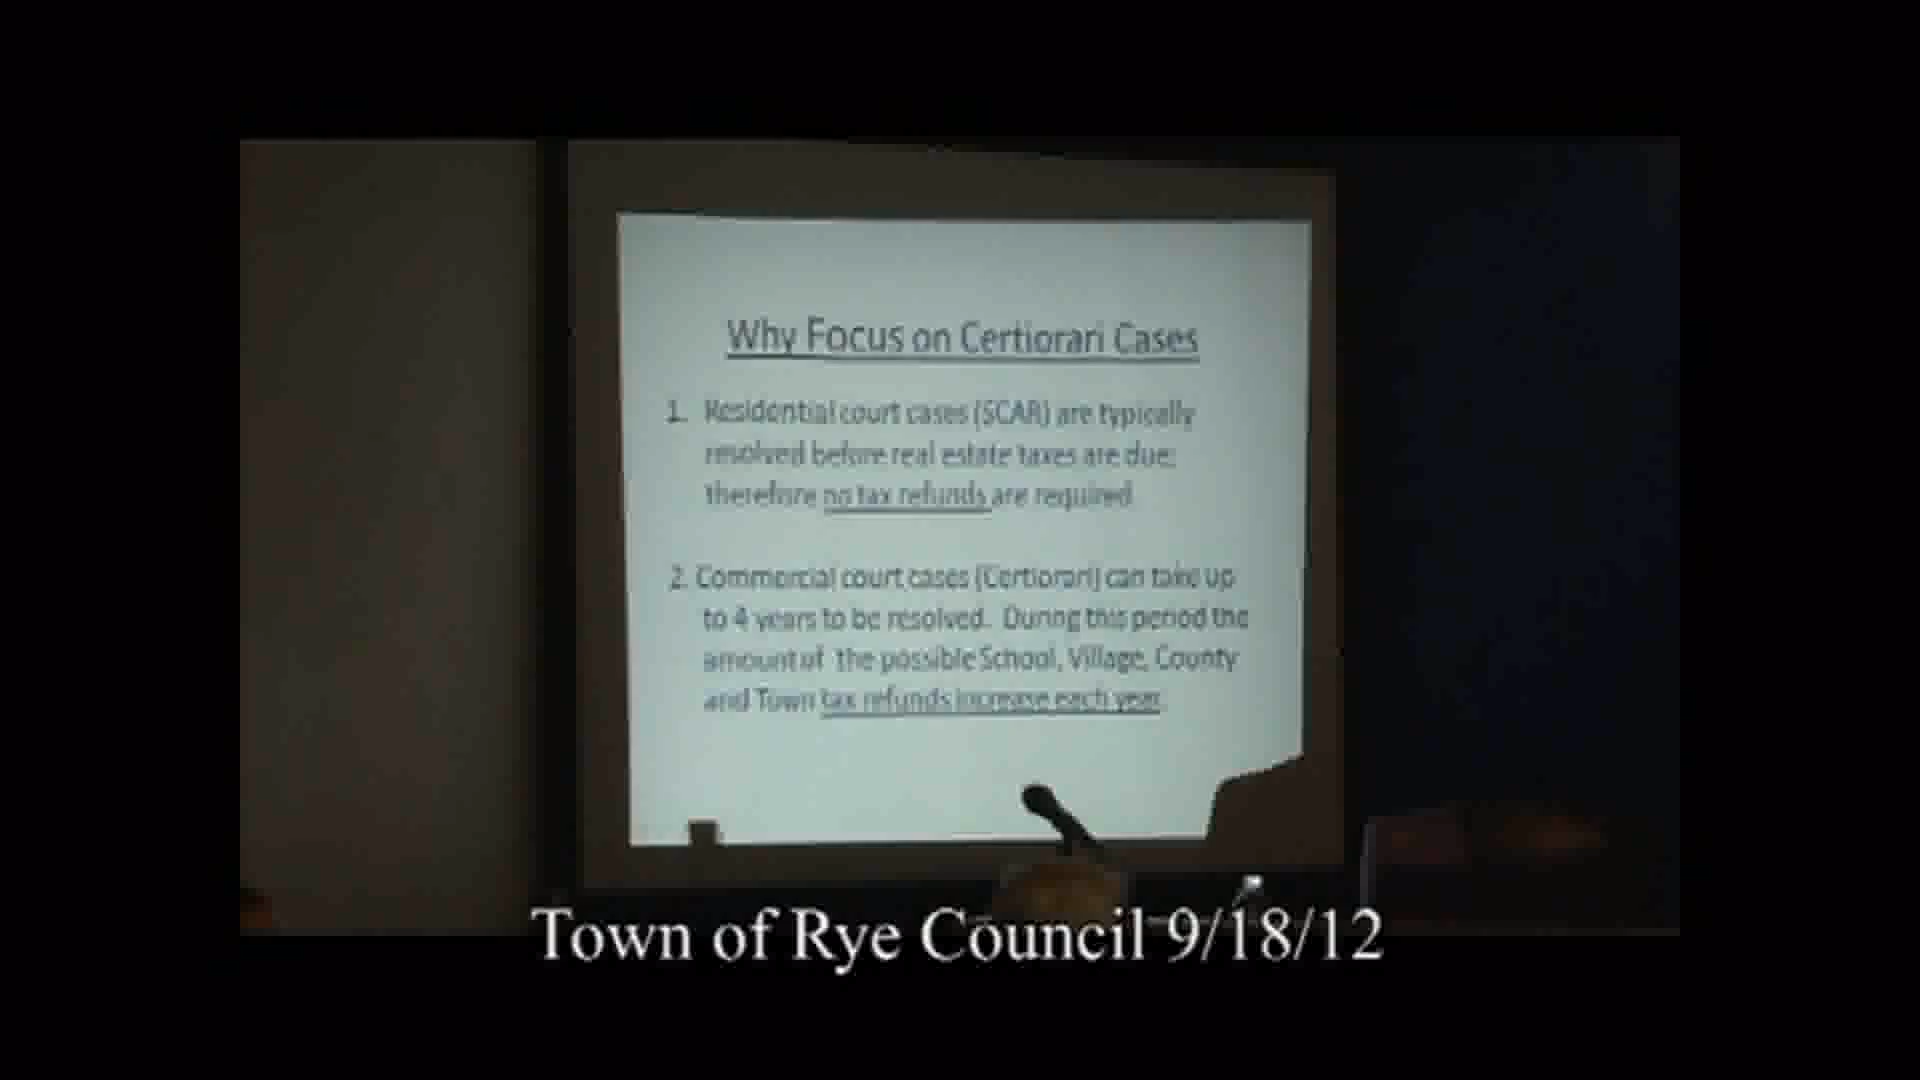 Why Focus on Certiorari Cases
1. Residential court cases (SCAR) are typically
resolved before real estate taxes are due;
therefore no tax refunds are required.
2. Commercial court cases (Certiorari) can take up
to 4 years to be resolved. During this period the
amount of the possible School, Village, County
and Town tax refunds increase each year.
Town of Rye Council 9/18/12